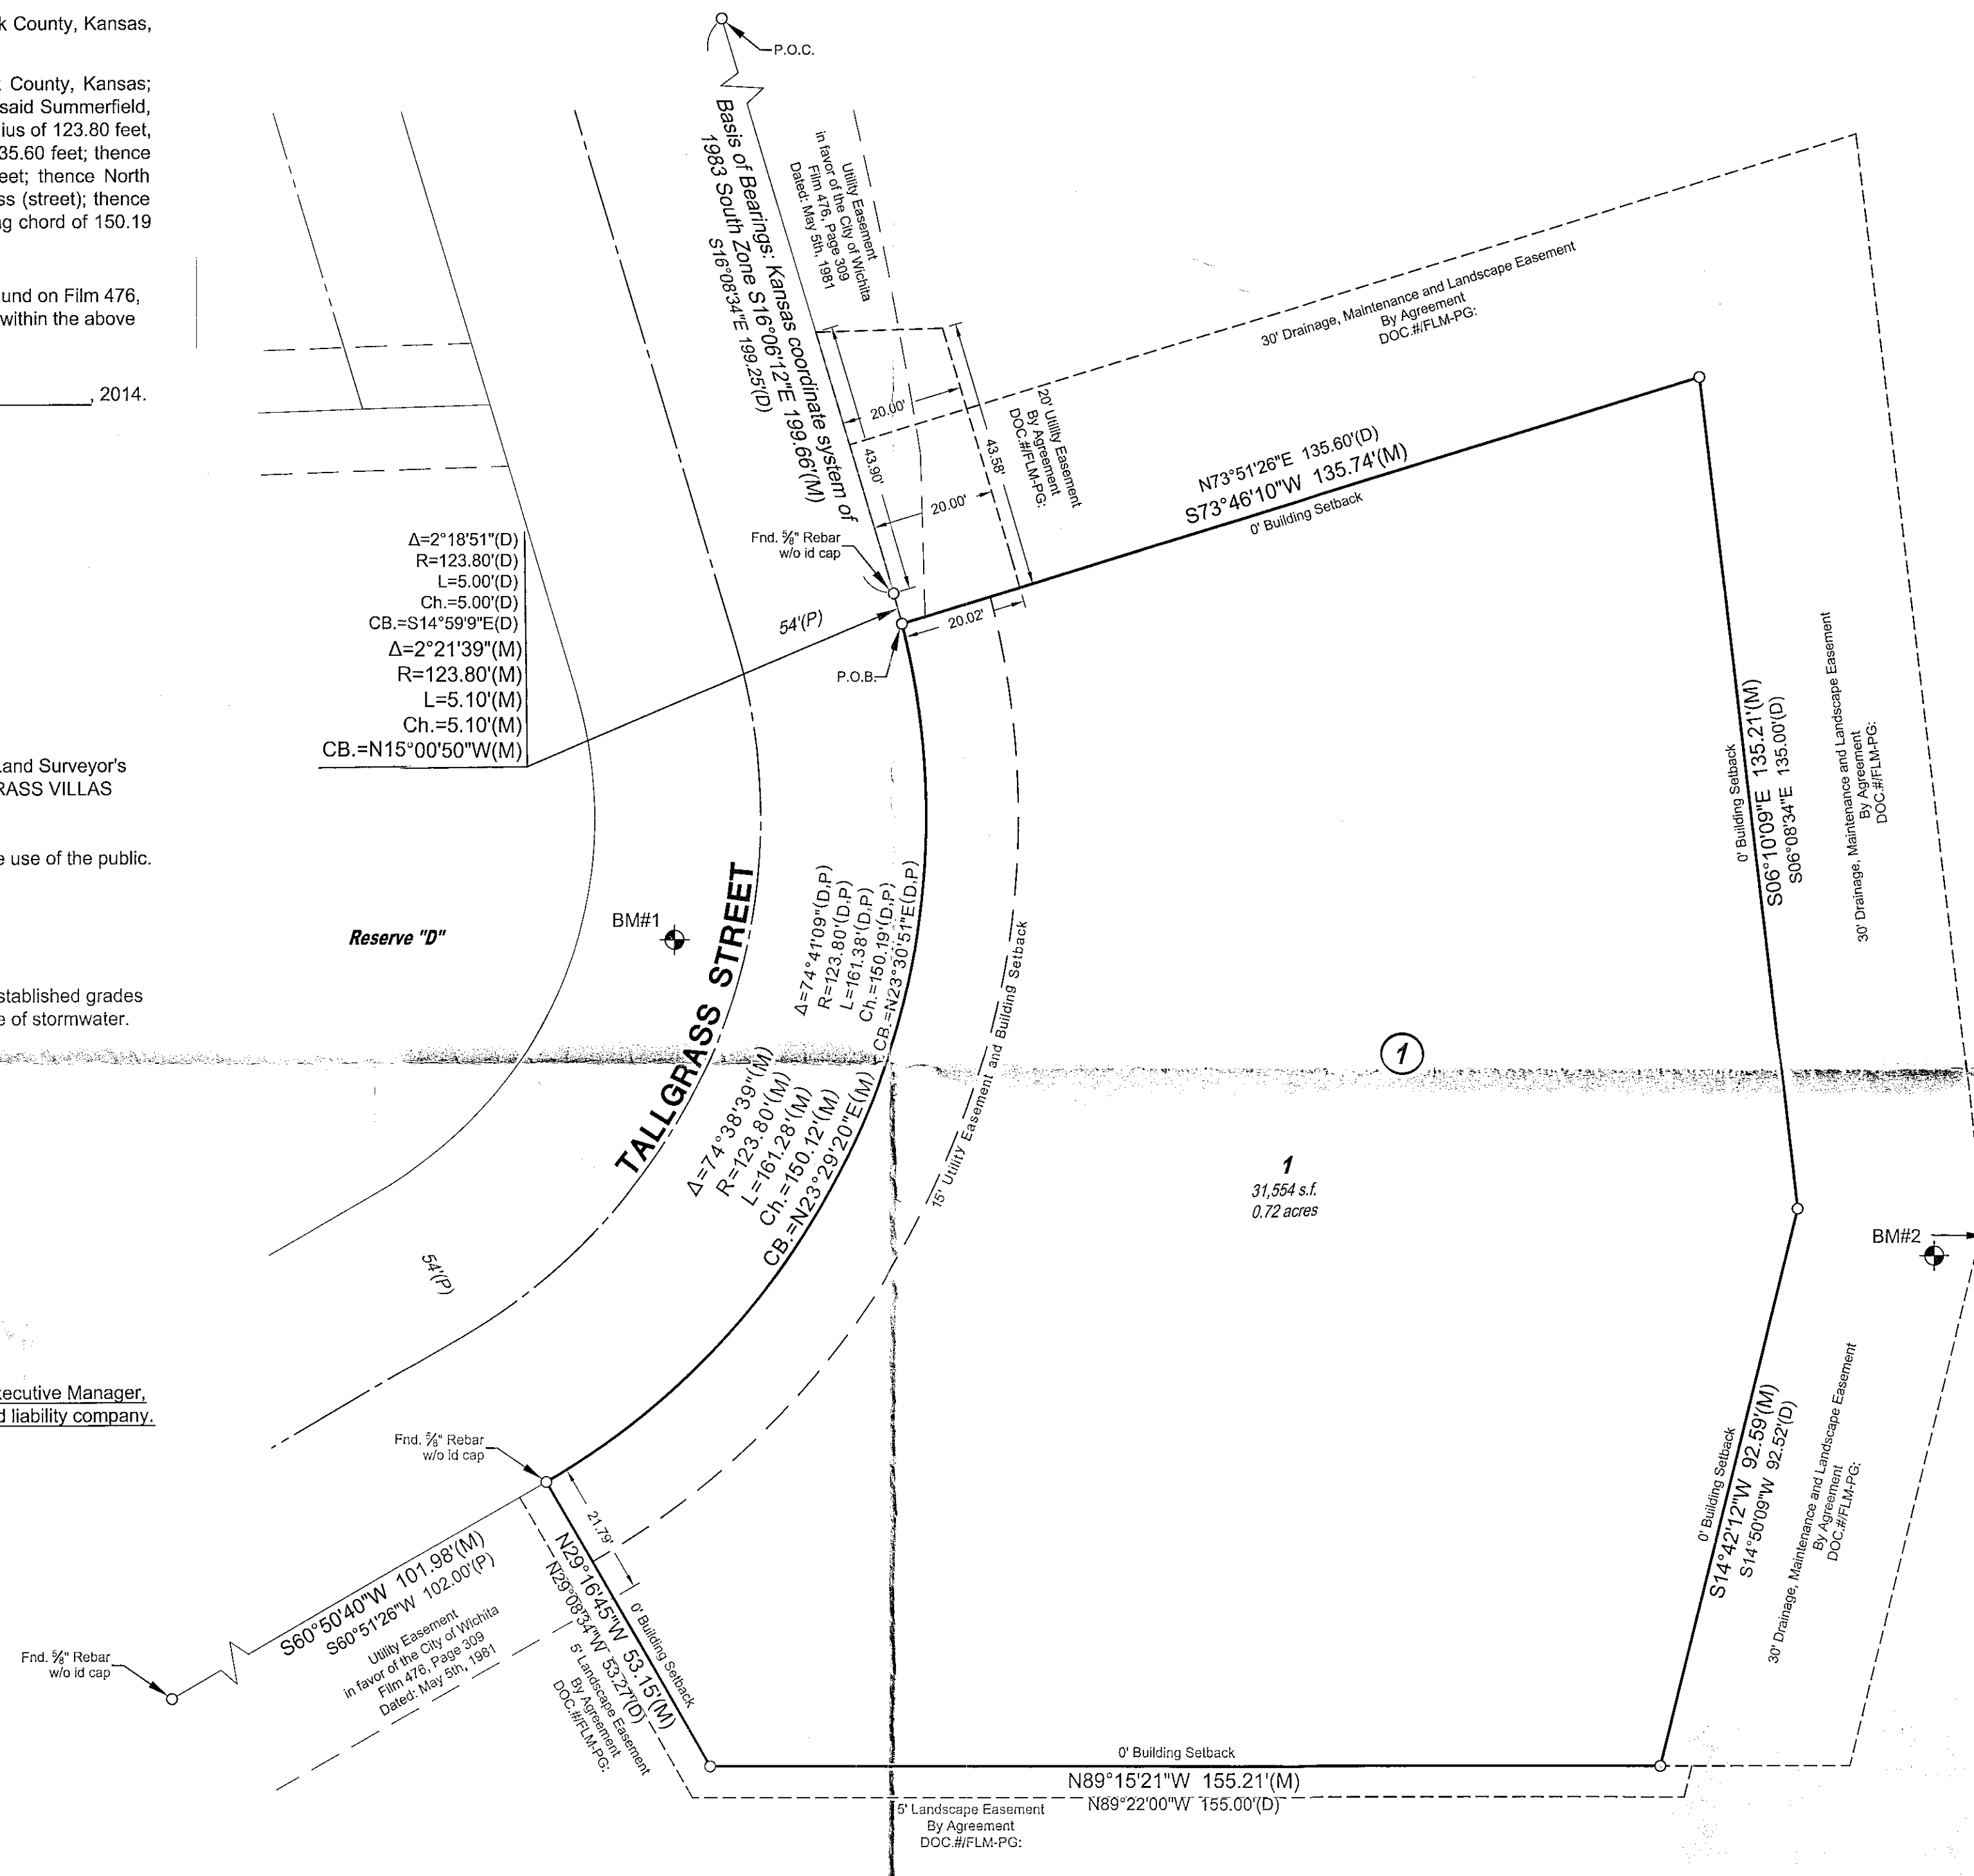 k County, Kansas,
County, Kansas;
said Summerfield,
ius of 123.80 feet,
35.60 feet; thence
eet; thence North
ss (street); thence
g chord of 150.19
und on Film 476,
within the above
, 2014.
Land Surveyor's
RASS VILLAS
e use of the public.
stablished grades
e of stormwater.
xecutive Manager,
d liability company.
P.O.C.
Basis of Bearings: Kansas coordinate system of
1983 South Zone S16°06'12"E 199.66'(M)
S16°08'34"E 199.25'(D)
Utility Easement
in favor of the City of Wichita
Film 476, Page 309
Dated: May 5th, 1981
30' Drainage, Maintenance and Landscape Easement
By Agreement
DOC.#/FLM-PG:
20.00'
43.90'
43.58'
20.00'
20' Utility Easement
By Agreement
DOC.#/FLM-PG:
N73°51'26"E 135.60'(D)
S73°46'10"W 135.74'(M)
0' Building Setback
Fnd. ⅝" Rebar
w/o id cap
54'(P)
20.02'
P.O.B.
Δ=2°18'51"(D)
R=123.80'(D)
L=5.00'(D)
Ch.=5.00'(D)
CB.=S14°59'9"E(D)
Δ=2°21'39"(M)
R=123.80'(M)
L=5.10'(M)
Ch.=5.10'(M)
CB.=N15°00'50"W(M)
0' Building Setback
S06°10'09"E 135.21'(M)
S06°08'34"E 135.00'(D)
30' Drainage, Maintenance and Landscape Easement
By Agreement
DOC.#/FLM-PG:
Reserve "D"
BM#1
TALLGRASS STREET
Δ=74°41'09"(D,P)
R=123.80'(D,P)
L=161.38'(D,P)
Ch.=150.19'(D,P)
CB.=N23°30'51"E(D,P)
Δ=74°38'39"(M)
R=123.80'(M)
L=161.28'(M)
Ch.=150.12'(M)
CB.=N23°29'20"E(M)
15' Utility Easement and Building Setback
1
1
31,554 s.f.
0.72 acres
BM#2
54'(P)
0' Building Setback
S14°42'12"W 92.59'(M)
S14°50'09"W 92.52'(D)
30' Drainage, Maintenance and Landscape Easement
By Agreement
DOC.#/FLM-PG:
Fnd. ⅝" Rebar
w/o id cap
21.79'
S60°50'40"W 101.98'(M)
S60°51'26"W 102.00'(P)
Utility Easement
in favor of the City of Wichita
Film 476, Page 309
Dated: May 5th, 1981
Fnd. ⅝" Rebar
w/o id cap
0' Building Setback
N29°16'45"W 53.15'(M)
N29°08'34"W 53.27'(D)
5' Landscape Easement
By Agreement
DOC.#/FLM-PG:
0' Building Setback
N89°15'21"W 155.21'(M)
N89°22'00"W 155.00'(D)
5' Landscape Easement
By Agreement
DOC.#/FLM-PG: